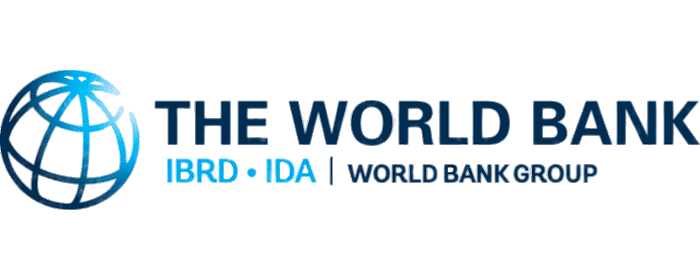 THE WORLD BANK
IBRD • IDA | WORLD BANK GROUP